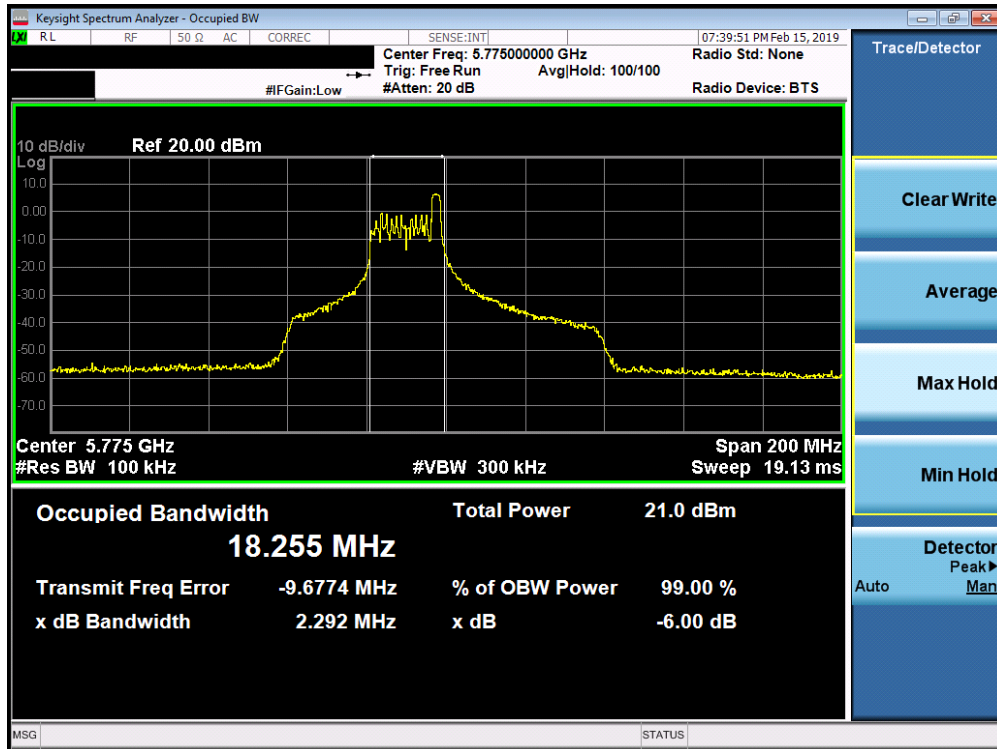 Keysight Spectrum Analyzer - Occupied BW
LXI RL RF 50 Ω AC CORREC SENSE:INT 07:39:51 PM Feb 15, 2019
Center Freq: 5.775000000 GHz Radio Std: None
Trig: Free Run Avg|Hold: 100/100
#IFGain:Low #Atten: 20 dB Radio Device: BTS
10 dB/div Ref 20.00 dBm
Log
10.0
0.00
-10.0
-20.0
-30.0
-40.0
-50.0
-60.0
-70.0
Center 5.775 GHz Span 200 MHz
#Res BW 100 kHz #VBW 300 kHz Sweep 19.13 ms
Occupied Bandwidth Total Power 21.0 dBm
18.255 MHz
Transmit Freq Error -9.6774 MHz % of OBW Power 99.00 %
x dB Bandwidth 2.292 MHz x dB -6.00 dB
MSG STATUS
Trace/Detector
Clear Write
Average
Max Hold
Min Hold
Detector
Peak▶
Auto Man